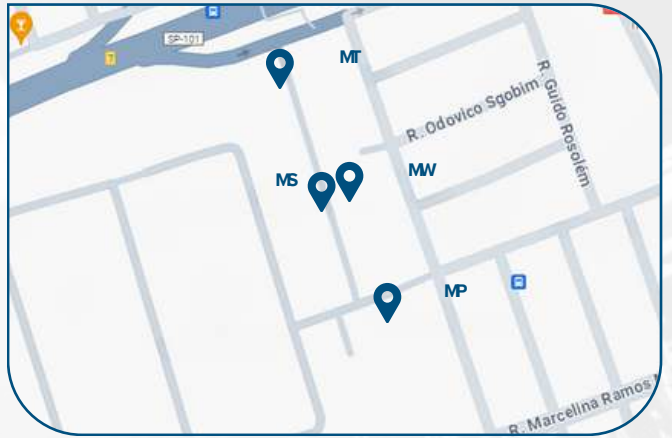 SP-101
MT
R. Odovico Sgobim
R. Guido Rosolém
MS
MW
MP
R. Marcelina Ramos